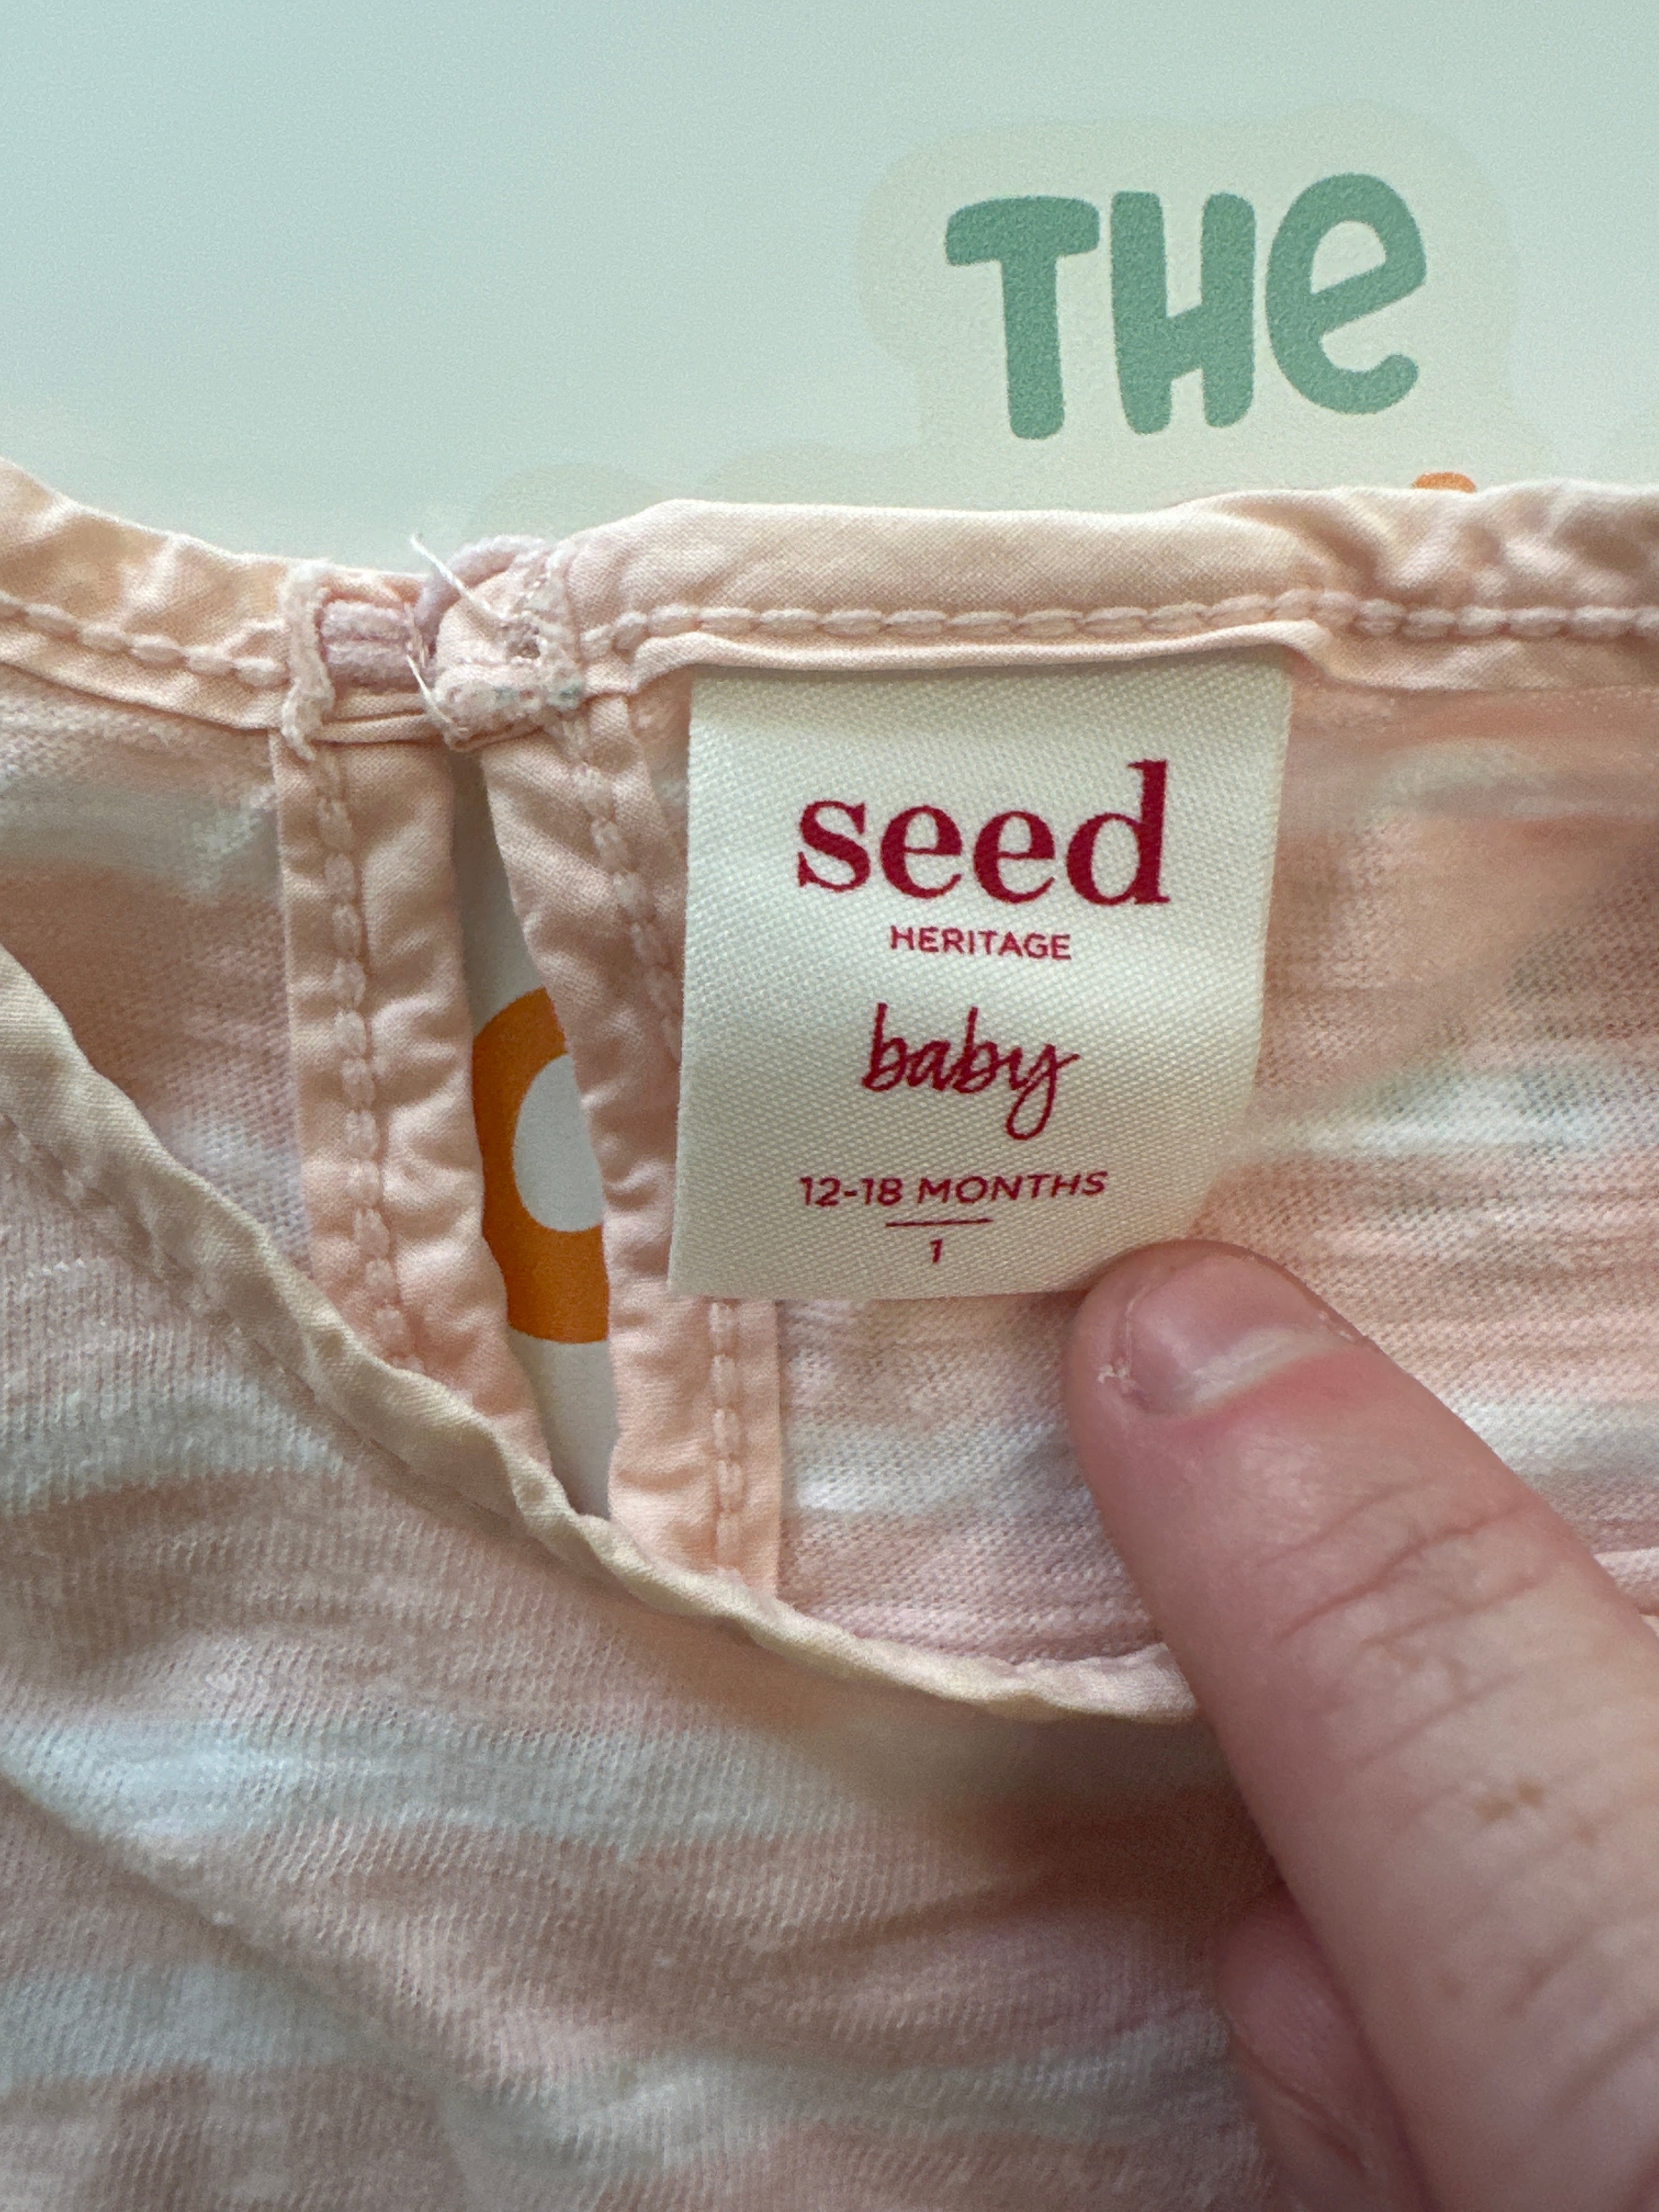 THe
seed
HERITAGE
baby
12-18 MONTHS
1